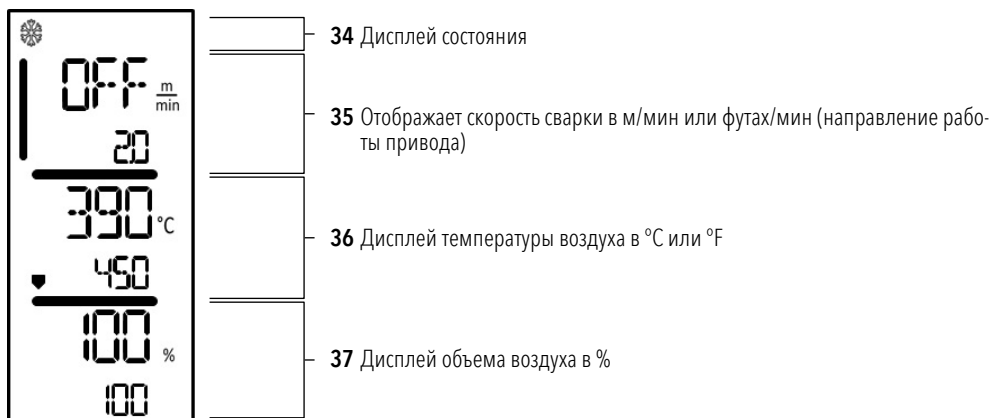 34 Дисплей состояния
OFF m/min
35 Отображает скорость сварки в м/мин или футах/мин (направление рабо-
ты привода)
2.0
390 °C
36 Дисплей температуры воздуха в °C или °F
450
100 %
37 Дисплей объема воздуха в %
100